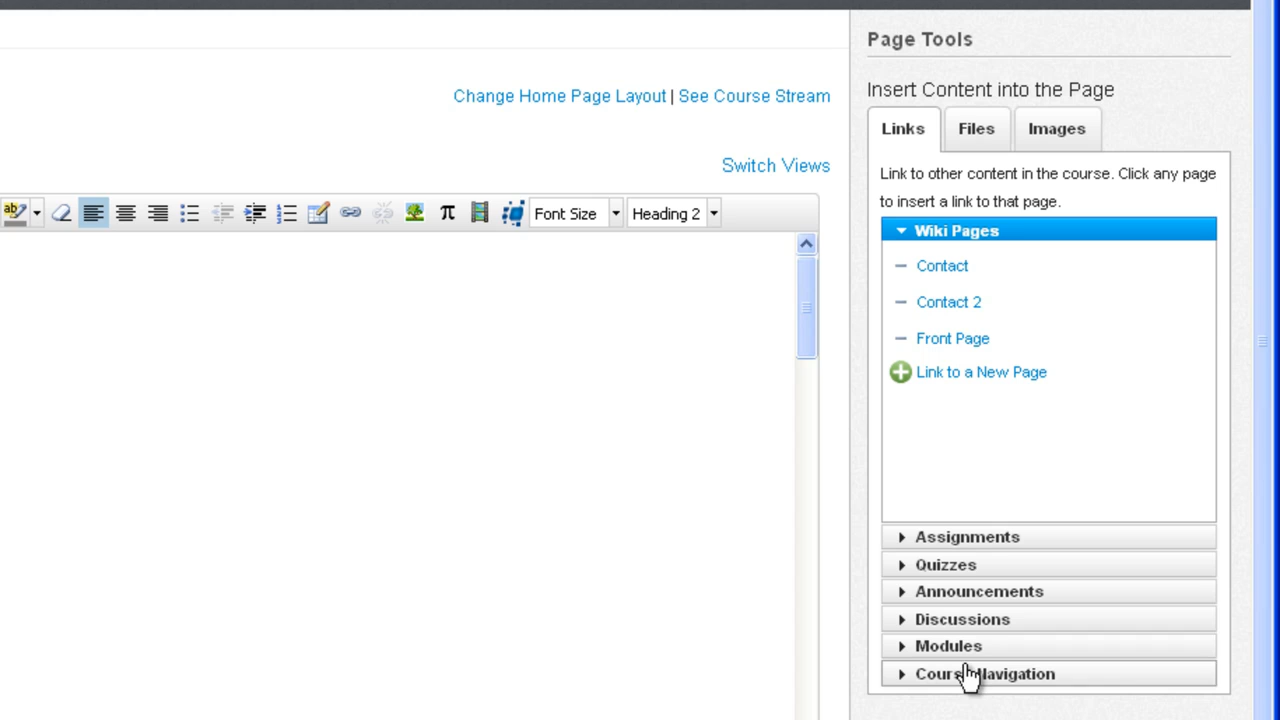 Page Tools
Insert Content into the Page
Change Home Page Layout | See Course Stream
Links Files Images
Switch Views
Link to other content in the course. Click any page
to insert a link to that page.
ab
π
Font Size Heading 2
Wiki Pages
Contact
Contact 2
Front Page
Link to a New Page
Assignments
Quizzes
Announcements
Discussions
Modules
Course Navigation